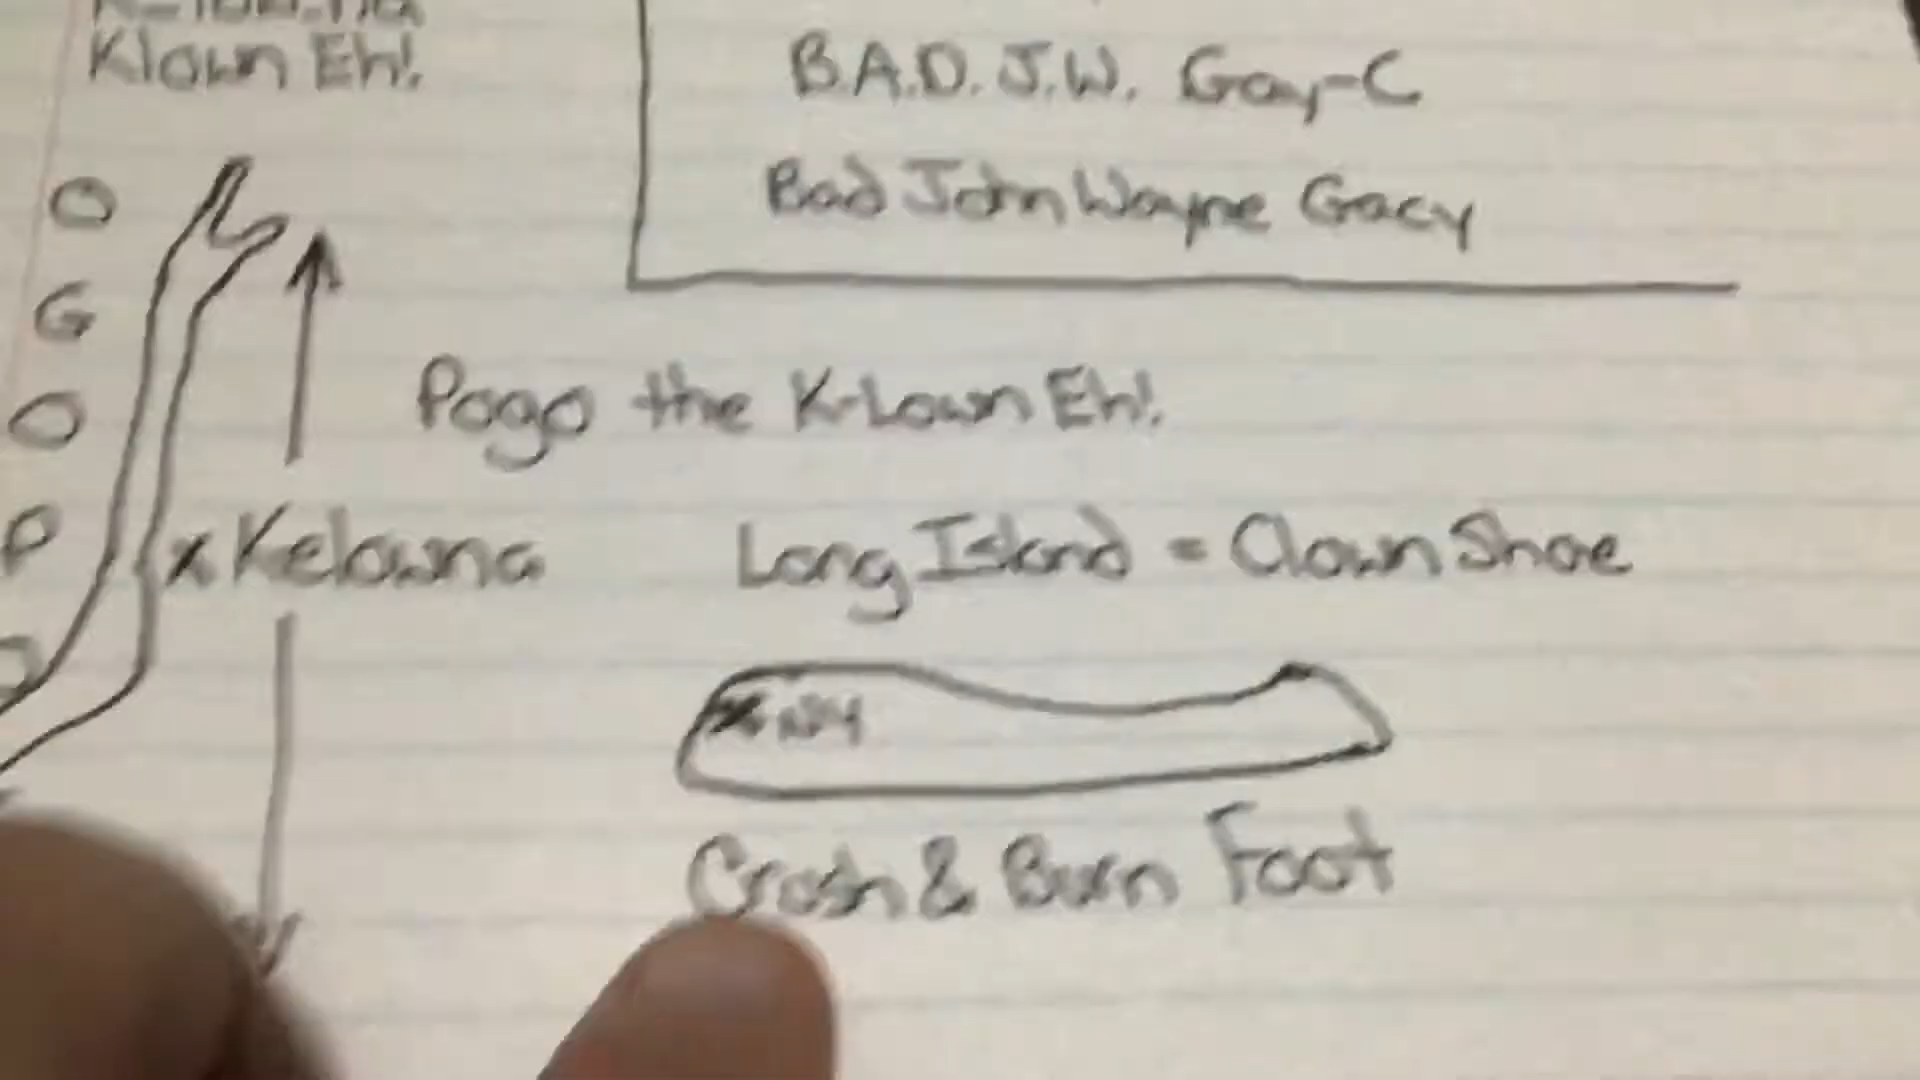 Klown Eh!
B.A.D. J.W. Gay-C
Bad John Wayne Gacy
O
G
O
P
Pogo the K-Lown Eh!
x Kelowna
Long Island = Clown Shoe
x NY
Crash & Burn Foot